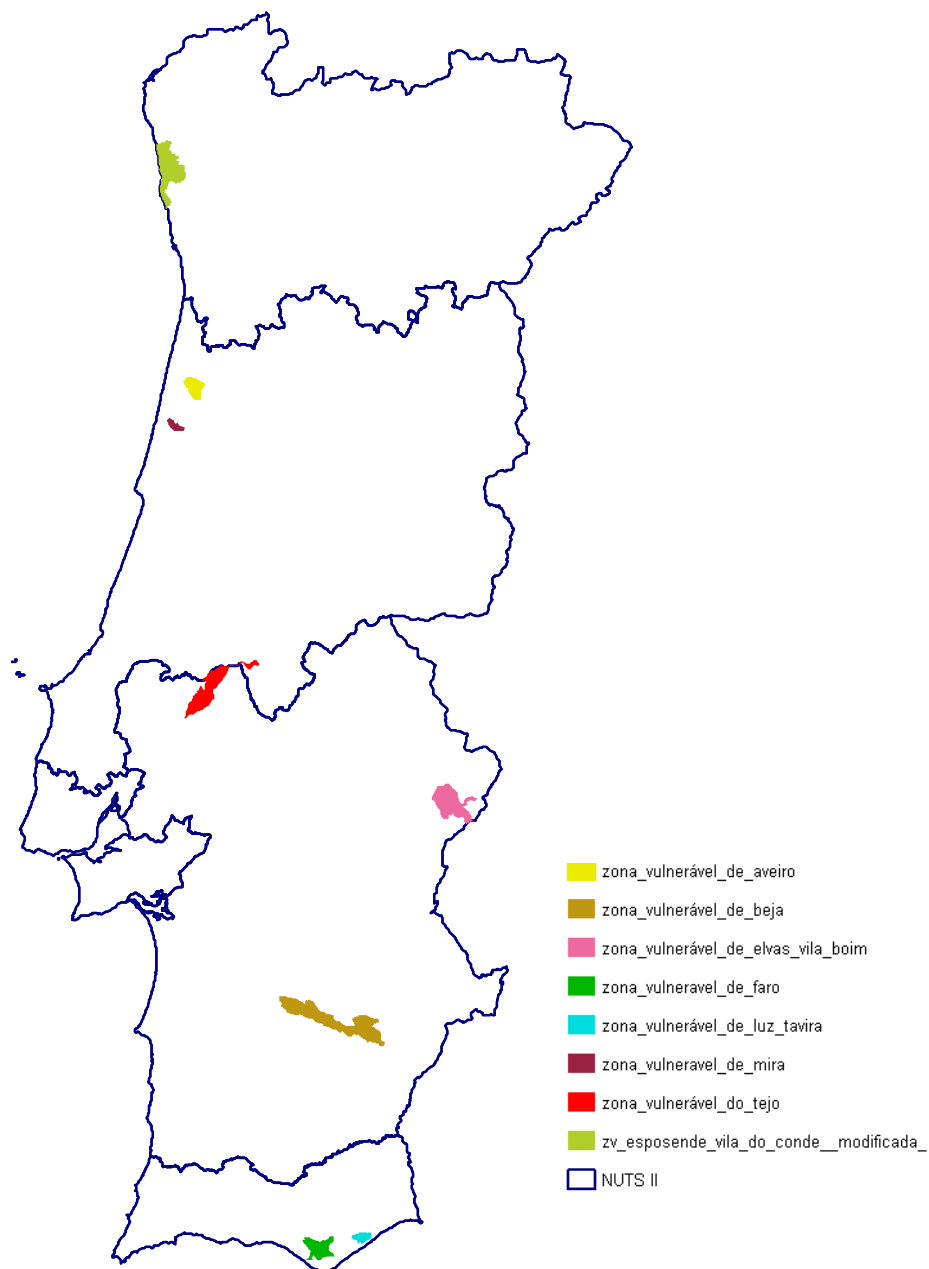 zona_vulnerável_de_aveiro
zona_vulnerável_de_beja
zona_vulnerável_de_elvas_vila_boim
zona_vulneravel_de_faro
zona_vulnerável_de_luz_tavira
zona_vulneravel_de_mira
zona_vulnerável_do_tejo
zv_esposende_vila_do_conde__modificada_
NUTS II